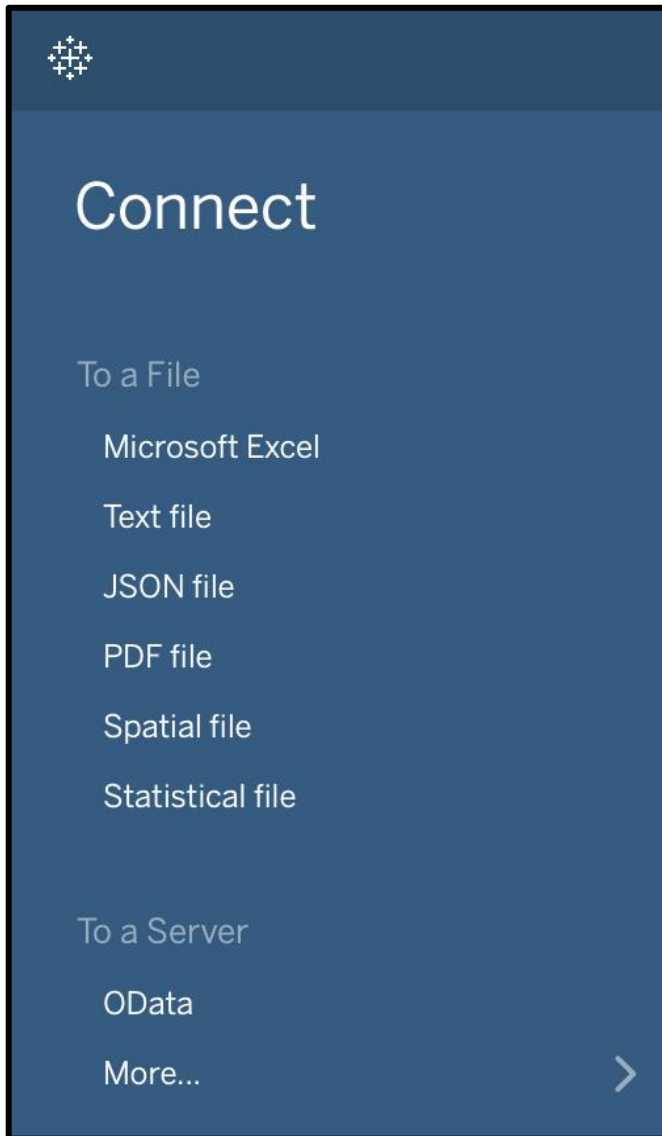 Connect
To a File
Microsoft Excel
Text file
JSON file
PDF file
Spatial file
Statistical file
To a Server
OData
More...